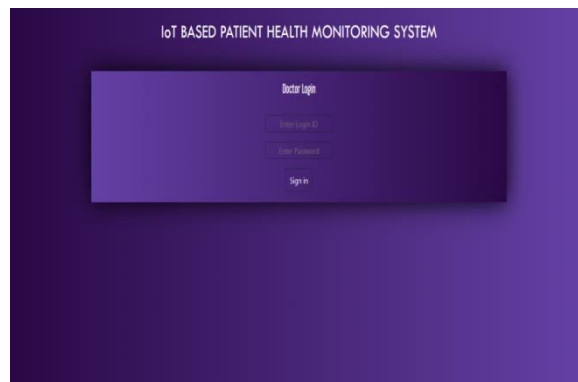 IoT BASED PATIENT HEALTH MONITORING SYSTEM
Doctor Login
Enter Login ID
Enter Password
Sign in